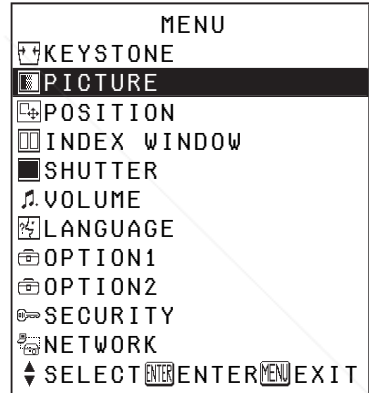 MENU
KEYSTONE
PICTURE
POSITION
INDEX WINDOW
SHUTTER
VOLUME
LANGUAGE
OPTION1
OPTION2
SECURITY
NETWORK
SELECT ENTER ENTER MENU EXIT